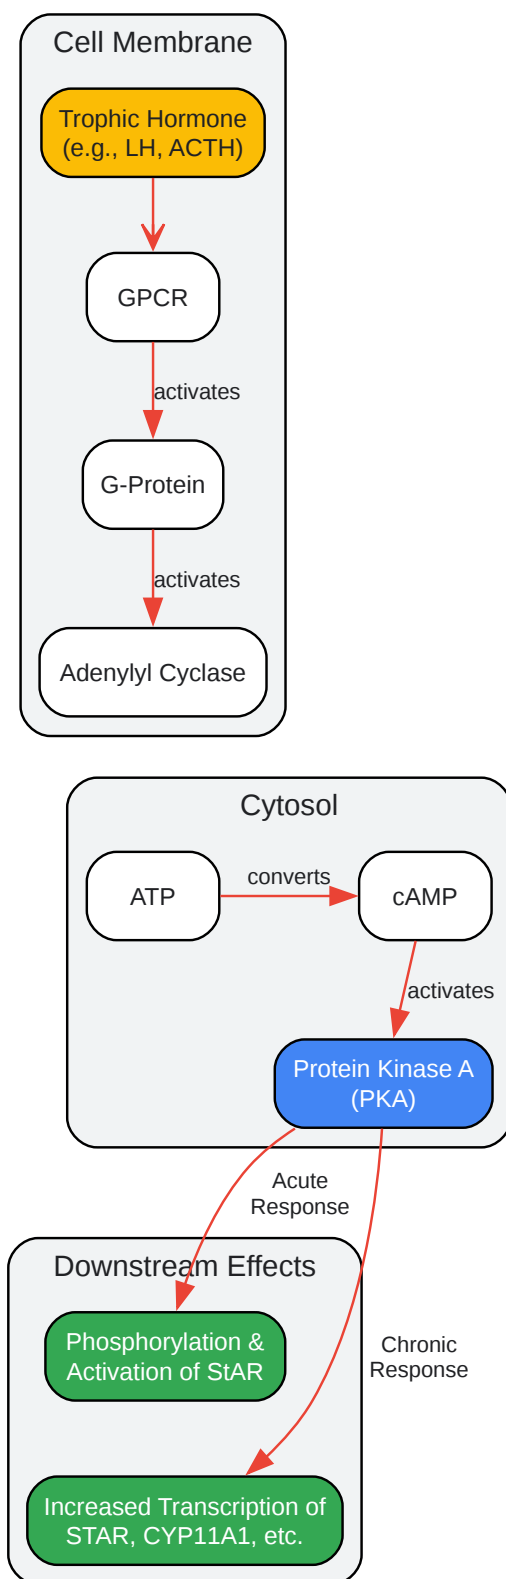 Cell Membrane
Trophic Hormone
(e.g., LH, ACTH)
GPCR
activates
G-Protein
activates
Adenylyl Cyclase
Cytosol
ATP
converts
cAMP
activates
Protein Kinase A
(PKA)
Acute
Response
Downstream Effects
Phosphorylation &
Activation of StAR
Chronic
Response
Increased Transcription of
STAR, CYP11A1, etc.